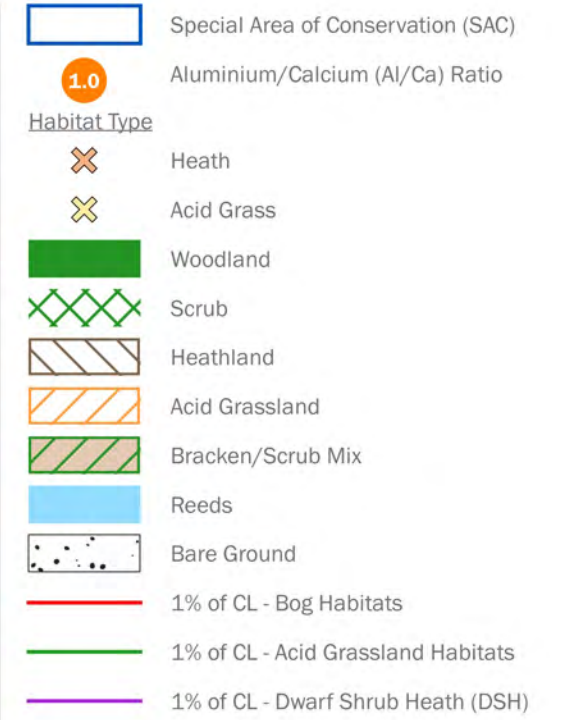 Special Area of Conservation (SAC)
1.0 Aluminium/Calcium (Al/Ca) Ratio
Habitat Type
Heath
Acid Grass
Woodland
Scrub
Heathland
Acid Grassland
Bracken/Scrub Mix
Reeds
Bare Ground
1% of CL - Bog Habitats
1% of CL - Acid Grassland Habitats
1% of CL - Dwarf Shrub Heath (DSH)